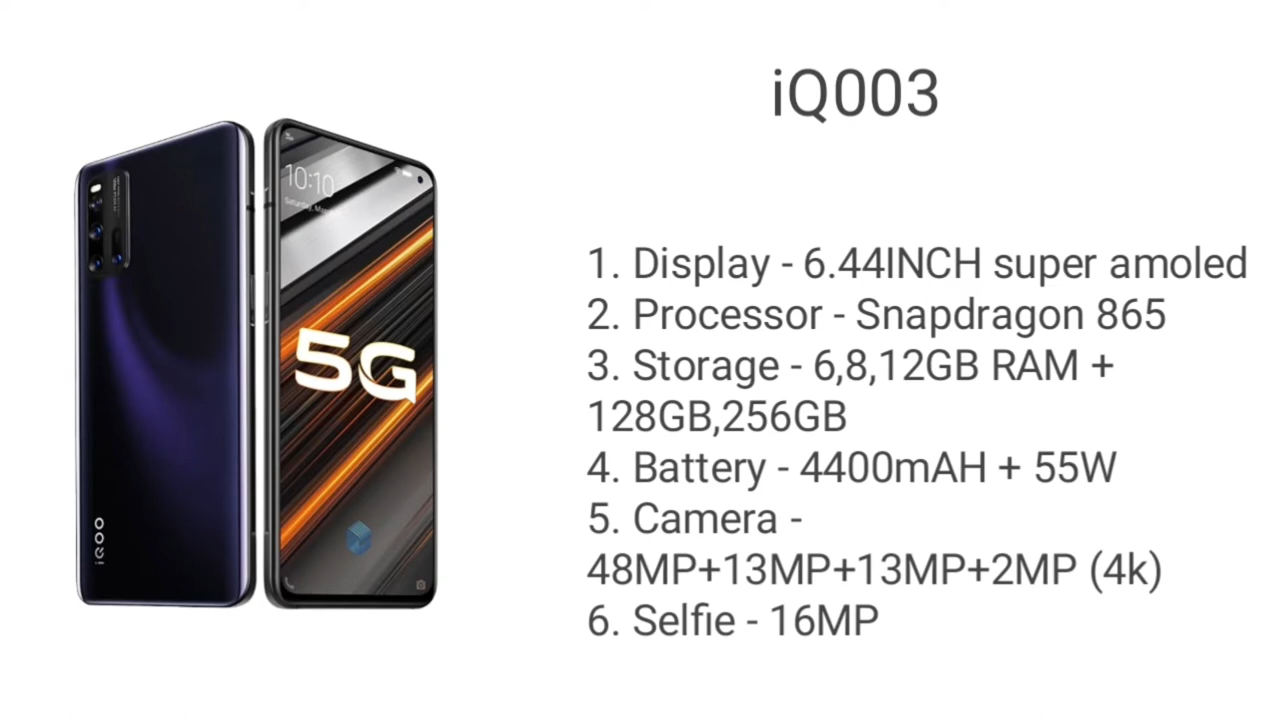 iQ003
1. Display - 6.44INCH super amoled
2. Processor - Snapdragon 865
3. Storage - 6,8,12GB RAM +
128GB,256GB
4. Battery - 4400mAH + 55W
5. Camera -
48MP+13MP+13MP+2MP (4k)
6. Selfie - 16MP
10:10
5G
iQOO